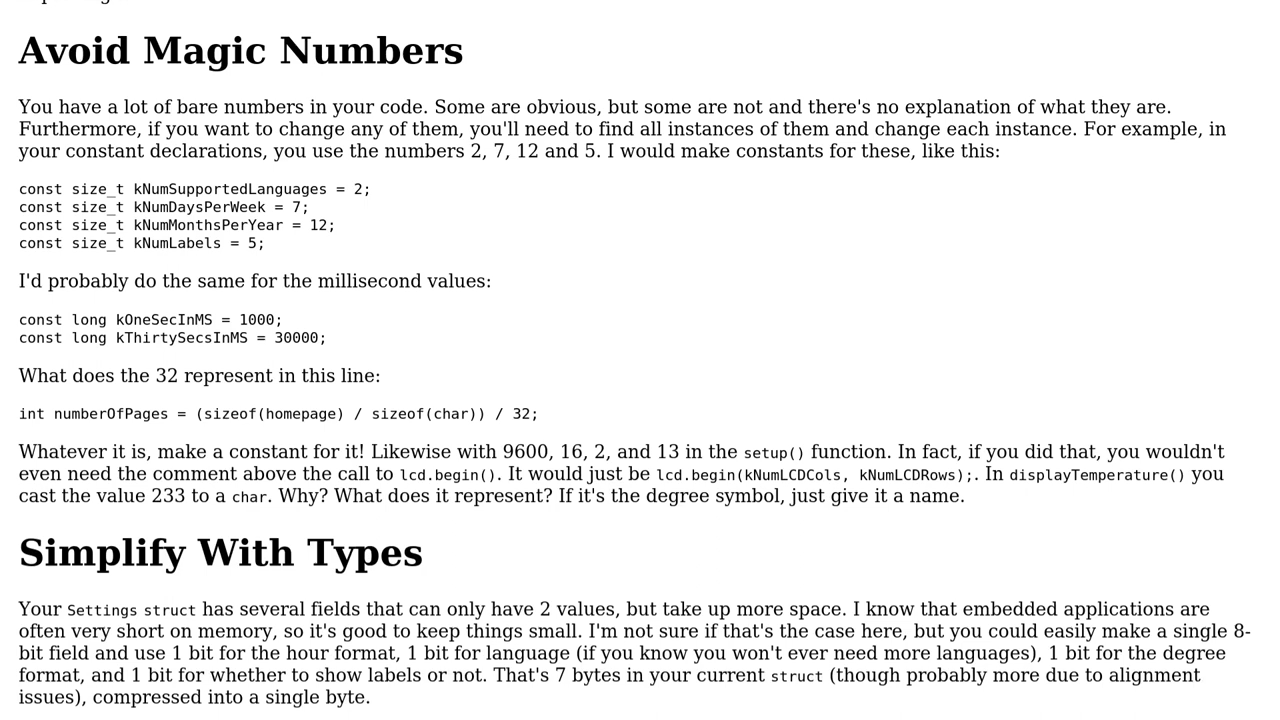 Avoid Magic Numbers
You have a lot of bare numbers in your code. Some are obvious, but some are not and there's no explanation of what they are.
Furthermore, if you want to change any of them, you'll need to find all instances of them and change each instance. For example, in
your constant declarations, you use the numbers 2, 7, 12 and 5. I would make constants for these, like this:
const size_t kNumSupportedLanguages = 2;
const size_t kNumDaysPerWeek = 7;
const size_t kNumMonthsPerYear = 12;
const size_t kNumLabels = 5;
I'd probably do the same for the millisecond values:
const long kOneSecInMS = 1000;
const long kThirtySecsInMS = 30000;
What does the 32 represent in this line:
int numberOfPages = (sizeof(homepage) / sizeof(char)) / 32;
Whatever it is, make a constant for it! Likewise with 9600, 16, 2, and 13 in the setup() function. In fact, if you did that, you wouldn't
even need the comment above the call to lcd.begin(). It would just be lcd.begin(kNumLCDCols, kNumLCDRows);. In displayTemperature() you
cast the value 233 to a char. Why? What does it represent? If it's the degree symbol, just give it a name.
Simplify With Types
Your Settings struct has several fields that can only have 2 values, but take up more space. I know that embedded applications are
often very short on memory, so it's good to keep things small. I'm not sure if that's the case here, but you could easily make a single 8-
bit field and use 1 bit for the hour format, 1 bit for language (if you know you won't ever need more languages), 1 bit for the degree
format, and 1 bit for whether to show labels or not. That's 7 bytes in your current struct (though probably more due to alignment
issues), compressed into a single byte.